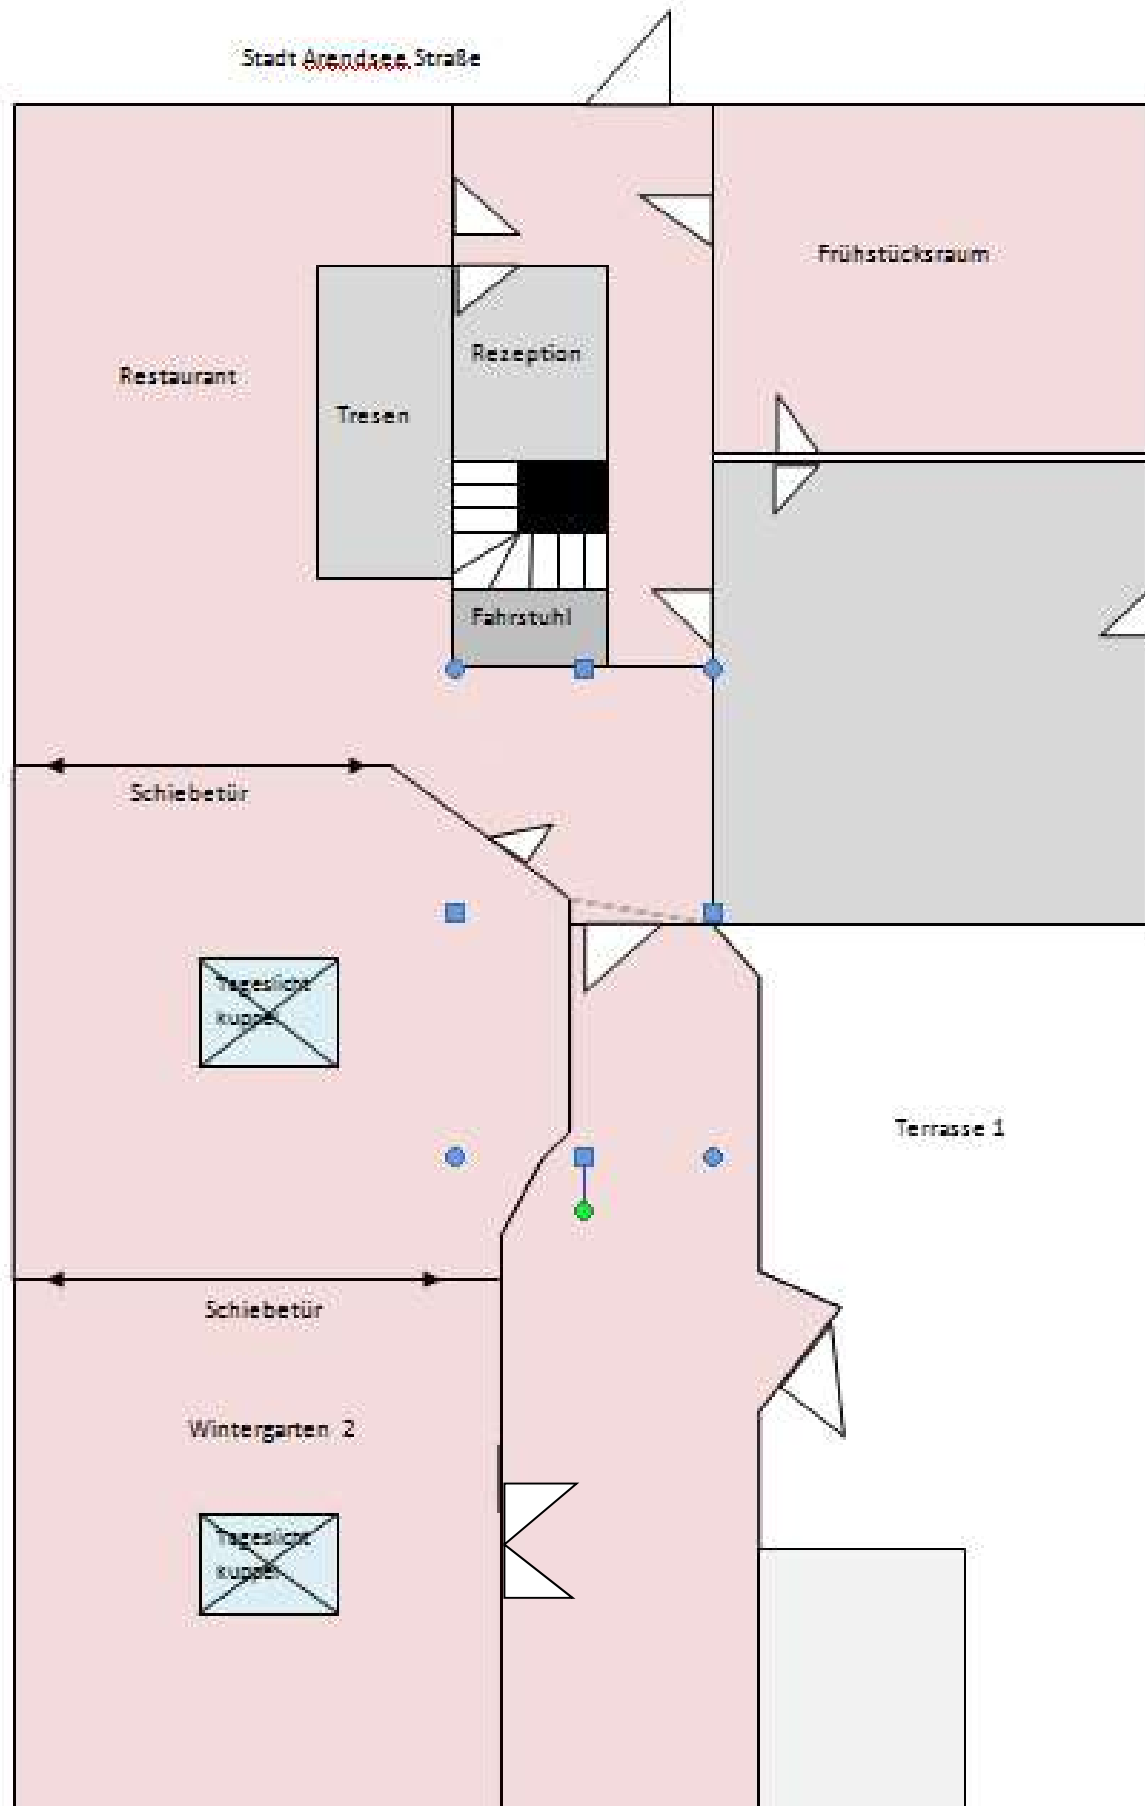 Stadt Arendsee Straße
Frühstücksraum
Rezeption
Restaurant
Tresen
Fahrstuhl
Schiebetür
Tageslicht
kuppel
Terrasse 1
Schiebetür
Wintergarten 2
Tageslicht
kuppel